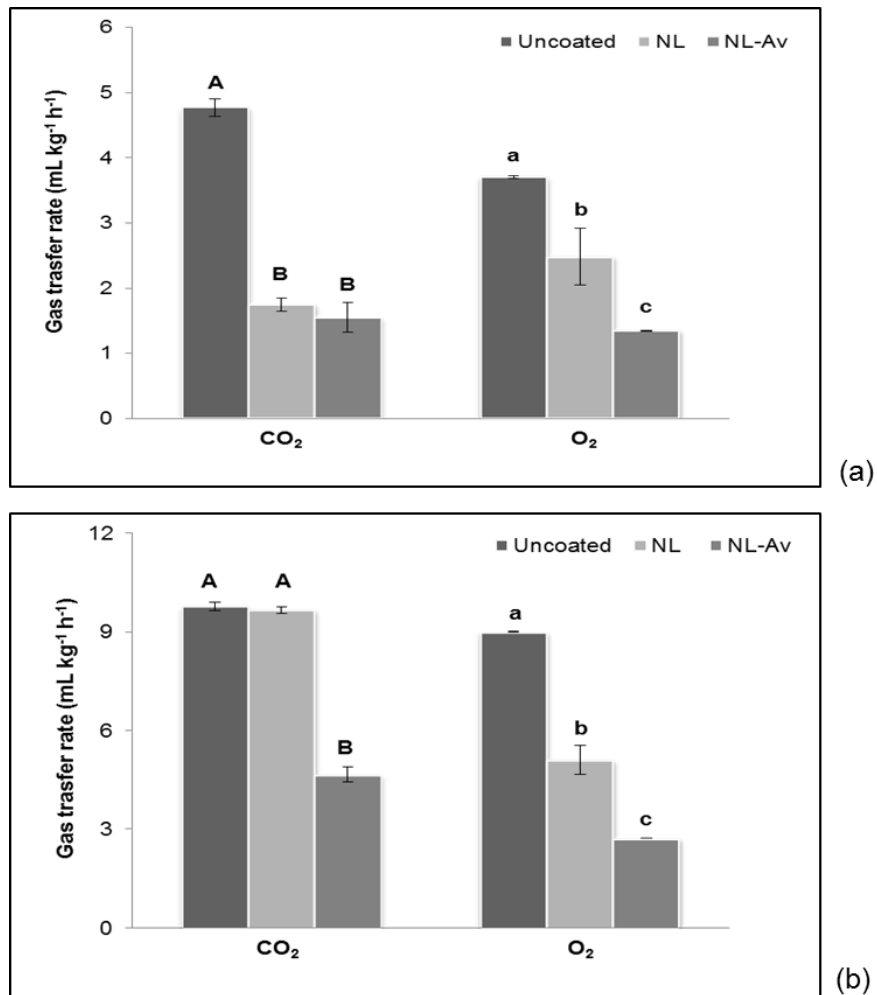 6
Uncoated NL NL-Av
5
A
4
a
3
b
B B
2
c
1
0
Gas trasfer rate (mL kg⁻¹ h⁻¹)
CO₂ O₂
(a)
12
Uncoated NL NL-Av
A A
9
a
6
b
B
3
c
0
Gas trasfer rate (mL kg⁻¹ h⁻¹)
CO₂ O₂
(b)